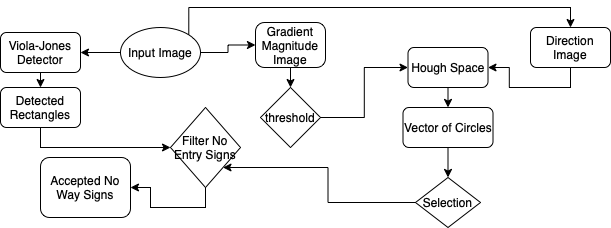 Viola-Jones
Detector
Input Image
Gradient
Magnitude
Image
Direction
Image
Hough Space
Detected
Rectangles
threshold
Vector of Circles
Filter No
Entry Signs
Accepted No
Way Signs
Selection